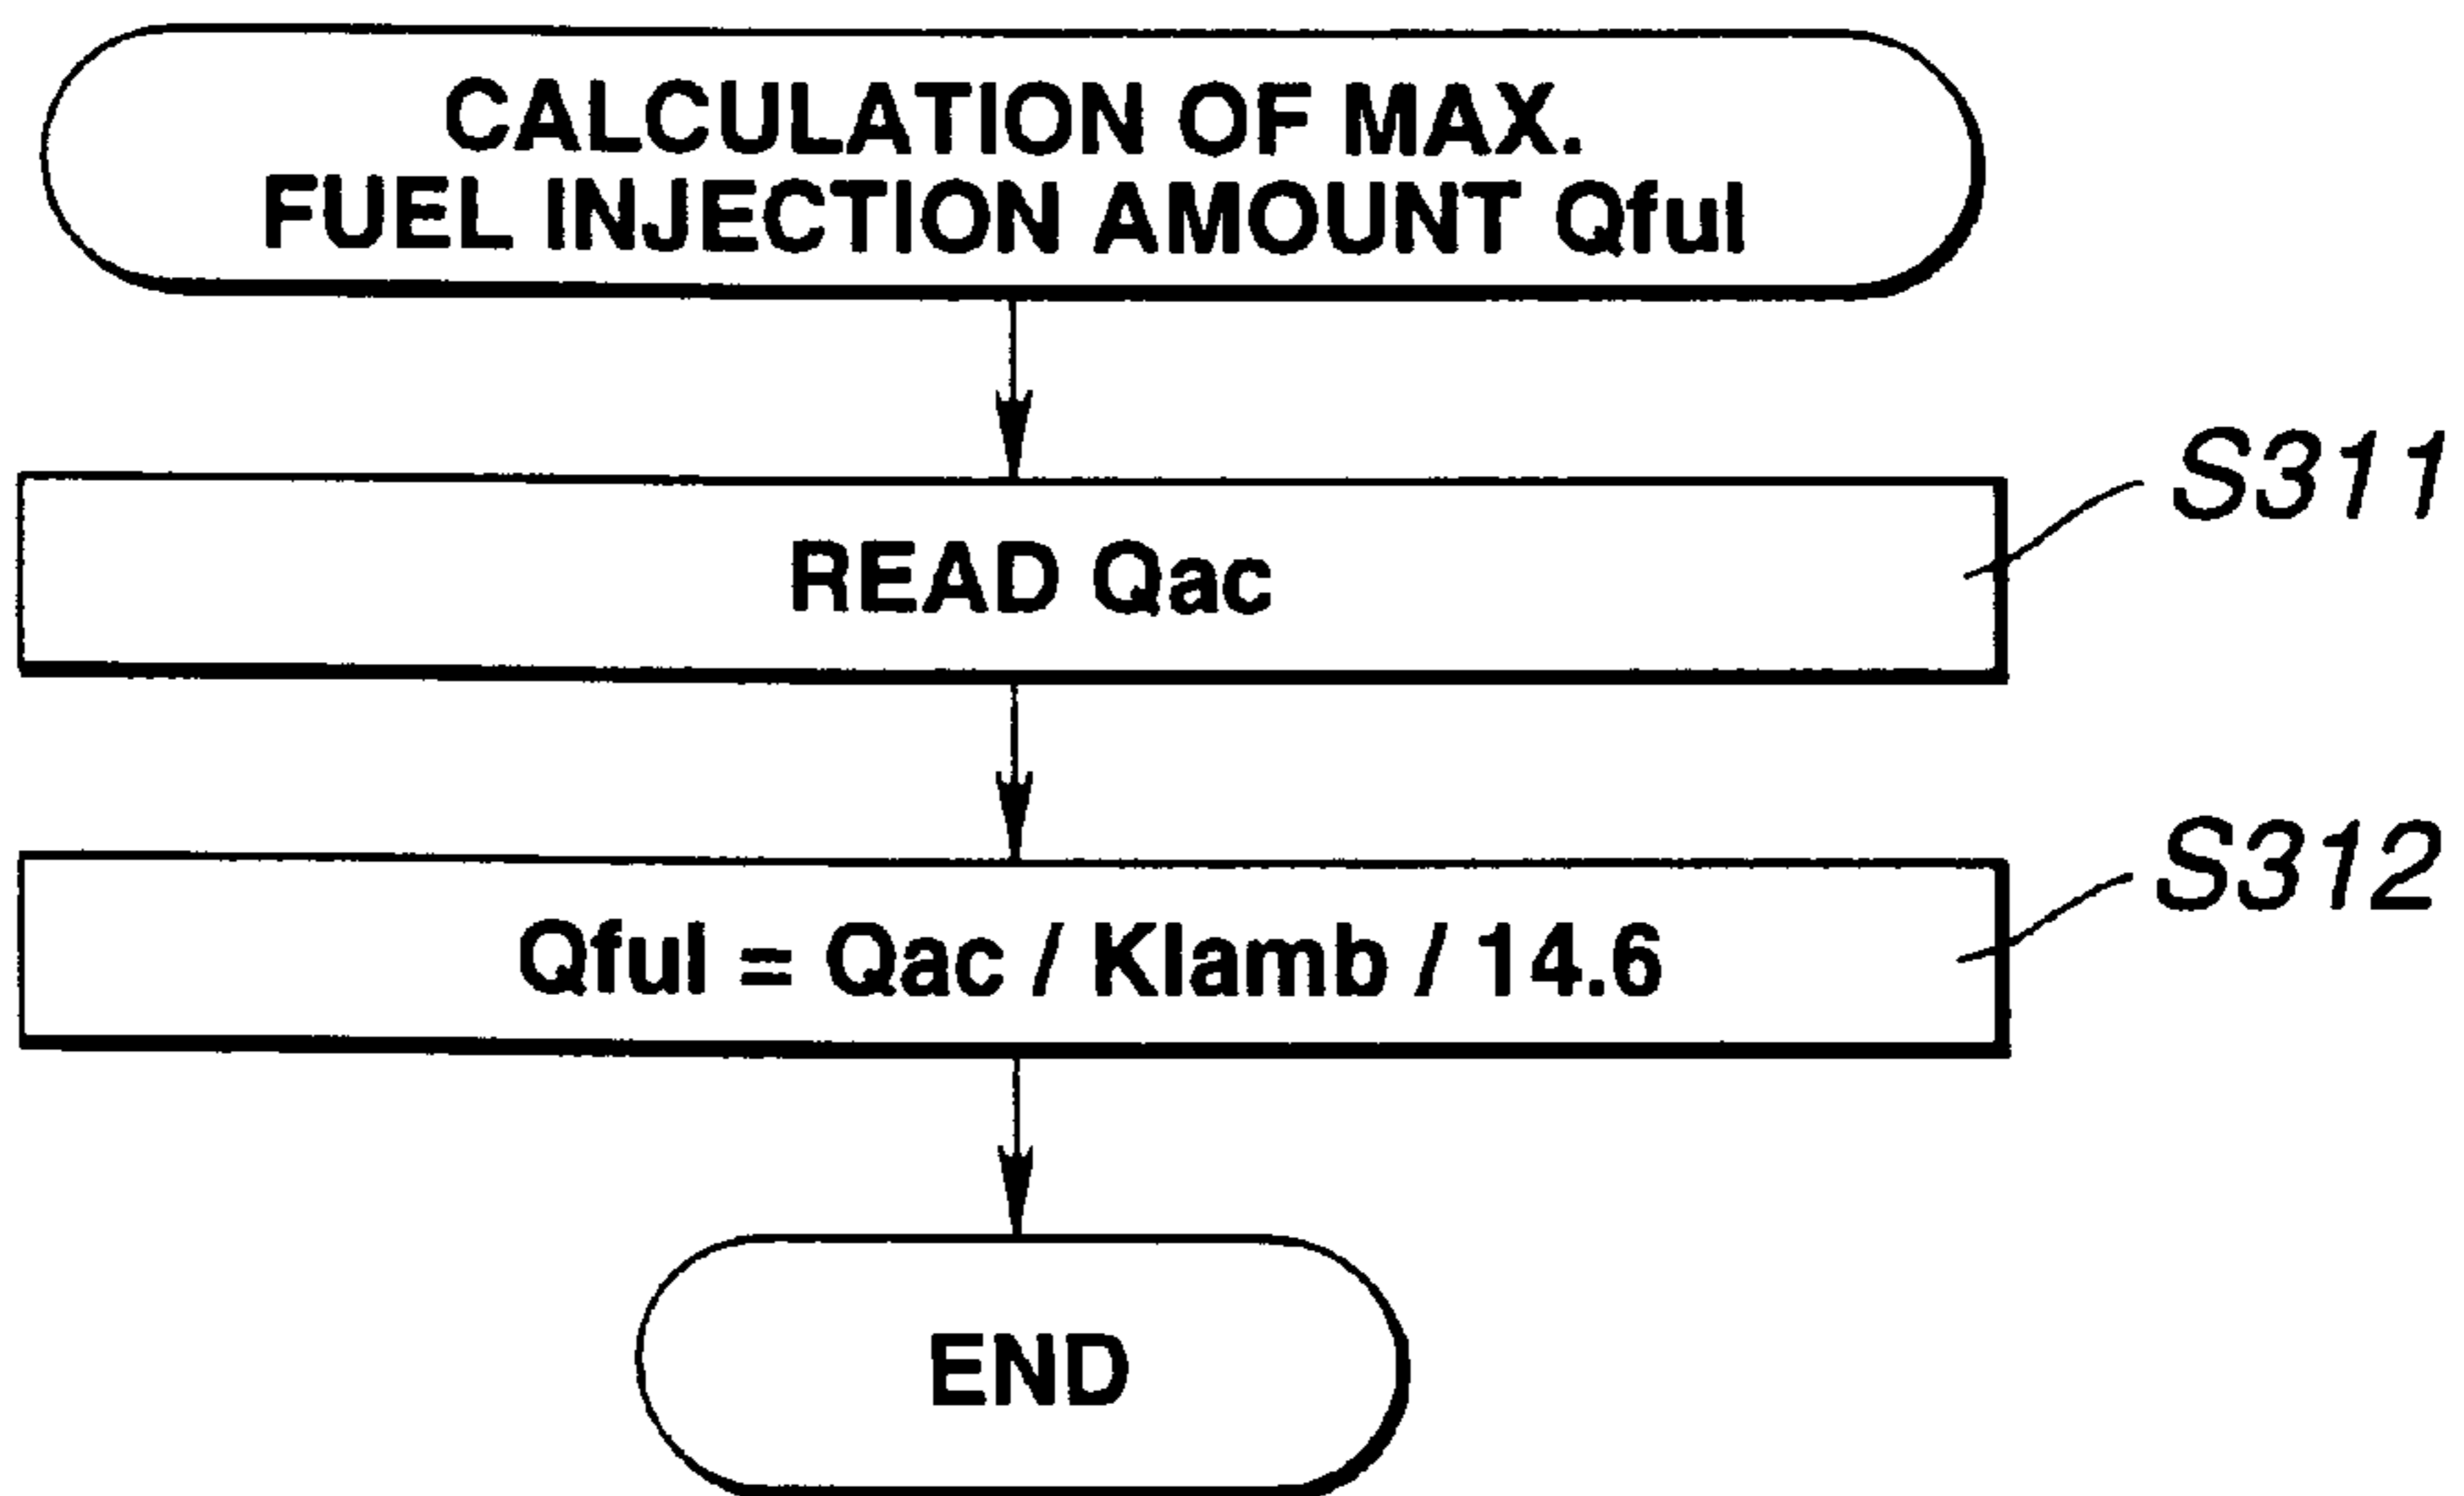 CALCULATION OF MAX.
FUEL INJECTION AMOUNT Qful
S311
READ Qac
S312
Qful = Qac / Klamb / 14.6
END